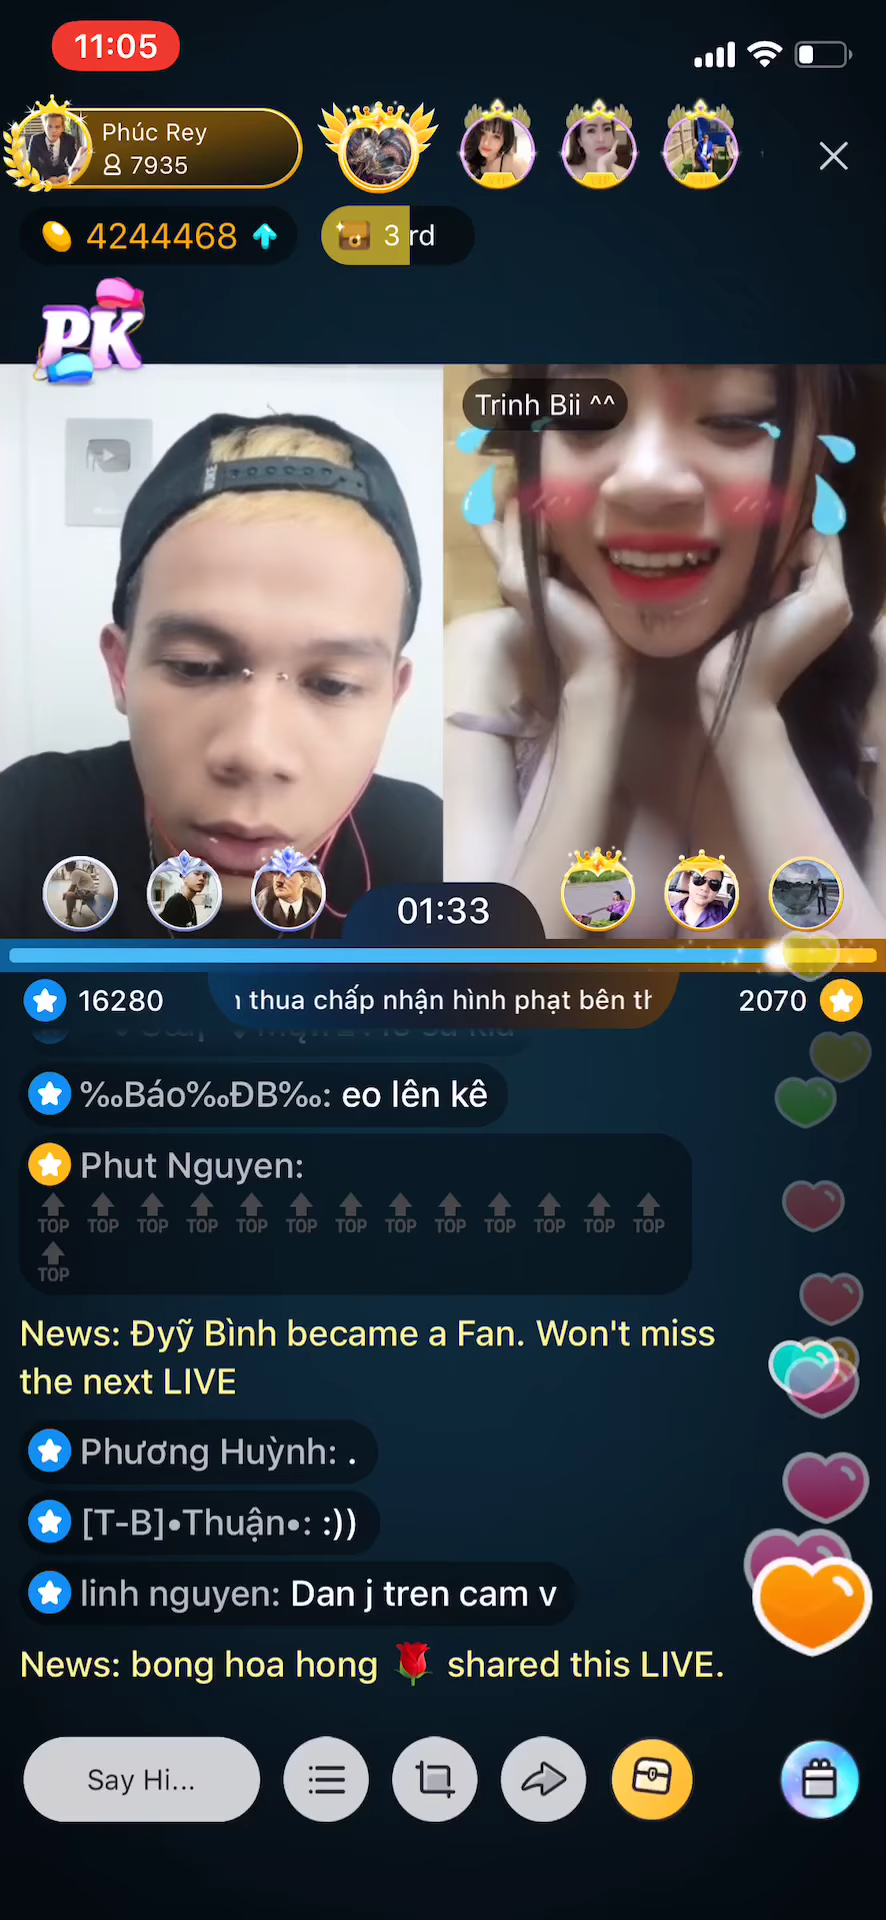 11:05
Phúc Rey
7935
4244468
3 rd
PK
Trinh Bii ^^
01:33
16280
thua chấp nhận hình phạt bên
2070
‱Báo‱ĐB‱: eo lên kê
Phut Nguyen:
TOP TOP TOP TOP TOP TOP TOP TOP TOP TOP TOP TOP TOP
TOP
News: Đyỹ Bình became a Fan. Won't miss
the next LIVE
Phương Huỳnh: .
[T-B]•Thuận•: :))
linh nguyen: Dan j tren cam v
News: bong hoa hong 🌹 shared this LIVE.
Say Hi...